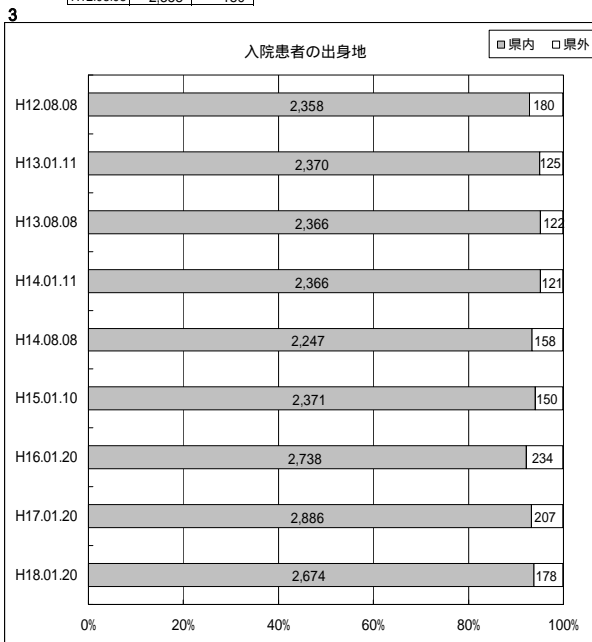 3
入院患者の出身地
県内 県外
H12.08.08 2,358 180
H13.01.11 2,370 125
H13.08.08 2,366 122
H14.01.11 2,366 121
H14.08.08 2,247 158
H15.01.10 2,371 150
H16.01.20 2,738 234
H17.01.20 2,886 207
H18.01.20 2,674 178
0% 20% 40% 60% 80% 100%